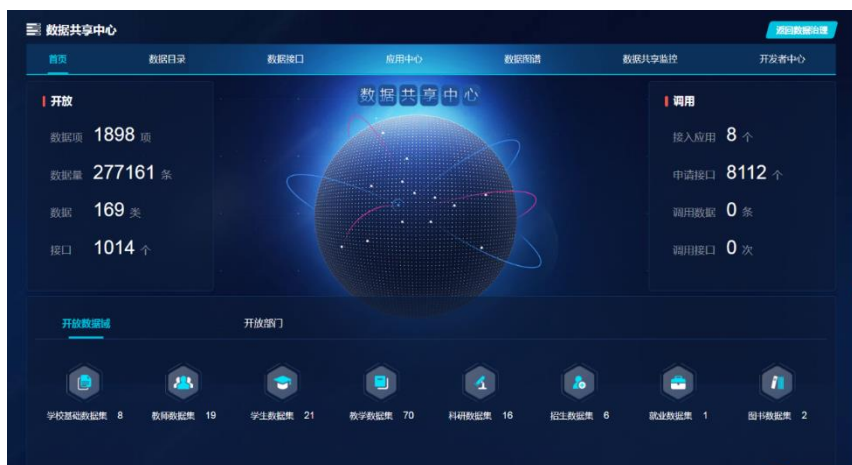 数据共享中心
返回数据治理
首页 数据目录 数据接口 应用中心 数据图谱 数据共享监控 开发者中心
数据共享中心
开放
数据项 1898 项
数据量 277161 条
数据 169 类
接口 1014 个
调用
接入应用 8 个
申请接口 8112 个
调用数据 0 条
调用接口 0 次
开放数据域 开放部门
学校基础数据集 8 教师数据集 19 学生数据集 21 教学数据集 70 科研数据集 16 招生数据集 6 就业数据集 1 图书数据集 2